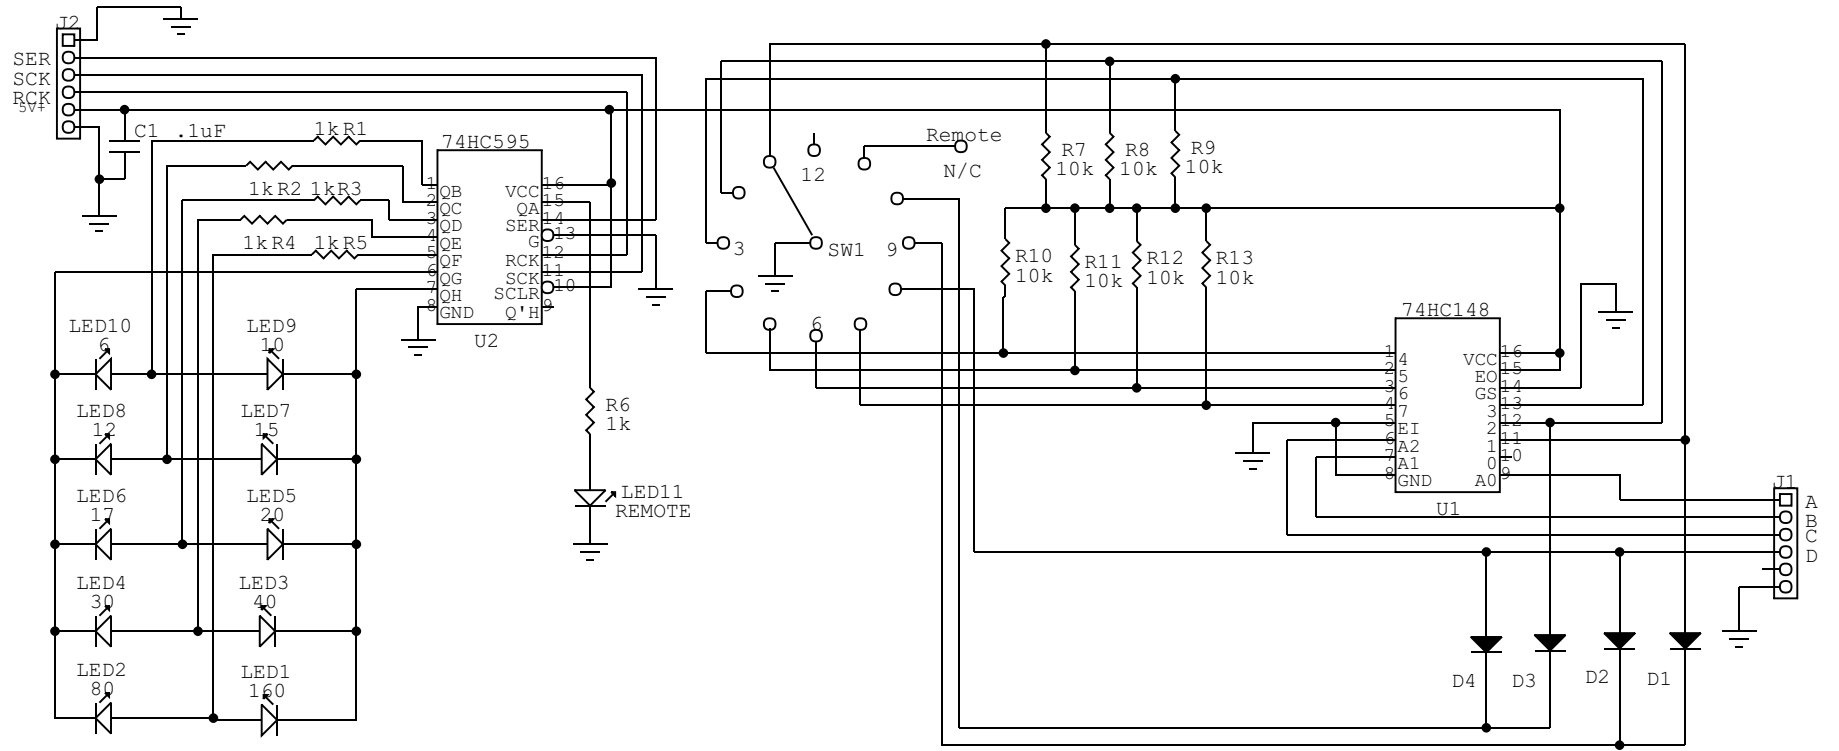 J2
SER
SCK
RCK
5V+
C1 .1uF
1k R1
1k R2
1k R3
1k R4
1k R5
74HC595
1 QB
2 QC
3 QD
4 QE
5 QF
6 QG
7 QH
8 GND
VCC 16
QA 15
SER 14
G 13
RCK 12
SCK 11
SCLR 10
Q'H 9
U2
LED10
6
LED9
10
LED8
12
LED7
15
LED6
17
LED5
20
LED4
30
LED3
40
LED2
80
LED1
160
R6
1k
LED11
REMOTE
12
Remote
N/C
3
SW1
9
6
R7
10k
R8
10k
R9
10k
R10
10k
R11
10k
R12
10k
R13
10k
74HC148
1 4
2 5
3 6
4 7
5 EI
6 A2
7 A1
8 GND
VCC 16
EO 15
GS 14
3 13
2 12
1 11
0 10
A0 9
U1
J1
A
B
C
D
D4
D3
D2
D1